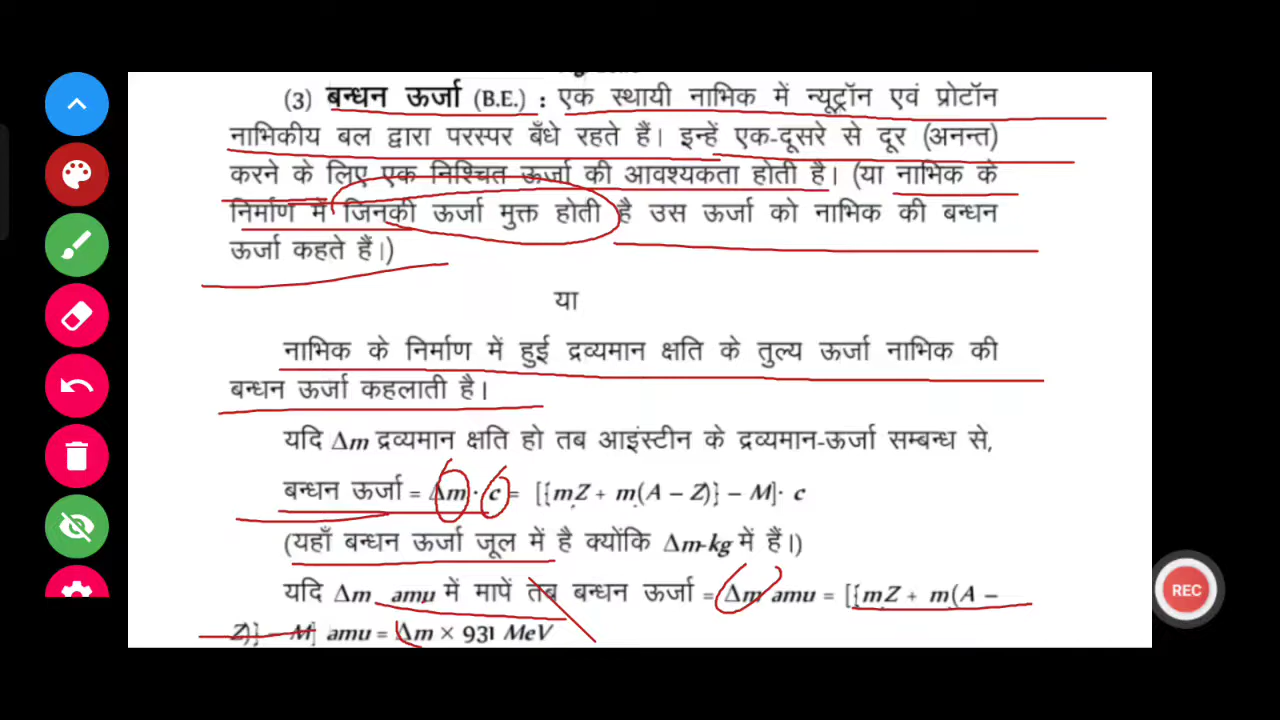 (3) बन्धन ऊर्जा (B.E.) : एक स्थायी नाभिक में न्यूट्रॉन एवं प्रोटॉन
नाभिकीय बल द्वारा परस्पर बँधे रहते हैं। इन्हें एक-दूसरे से दूर (अनन्त)
करने के लिए एक निश्चित ऊर्जा की आवश्यकता होती है। (या नाभिक के
निर्माण में जिनकी ऊर्जा मुक्त होती है उस ऊर्जा को नाभिक की बन्धन
ऊर्जा कहते हैं।)
या
नाभिक के निर्माण में हुई द्रव्यमान क्षति के तुल्य ऊर्जा नाभिक की
बन्धन ऊर्जा कहलाती है।
यदि Δm द्रव्यमान क्षति हो तब आइंस्टीन के द्रव्यमान-ऊर्जा सम्बन्ध से,
बन्धन ऊर्जा = Δm · c = [{mZ + m(A – Z)} – M]· c
(यहाँ बन्धन ऊर्जा जूल में है क्योंकि Δm-kg में हैं।)
यदि Δm amu में मापें तब बन्धन ऊर्जा = Δm amu = [{mZ + m(A –
Z)} – M] amu = Δm × 931 MeV
REC